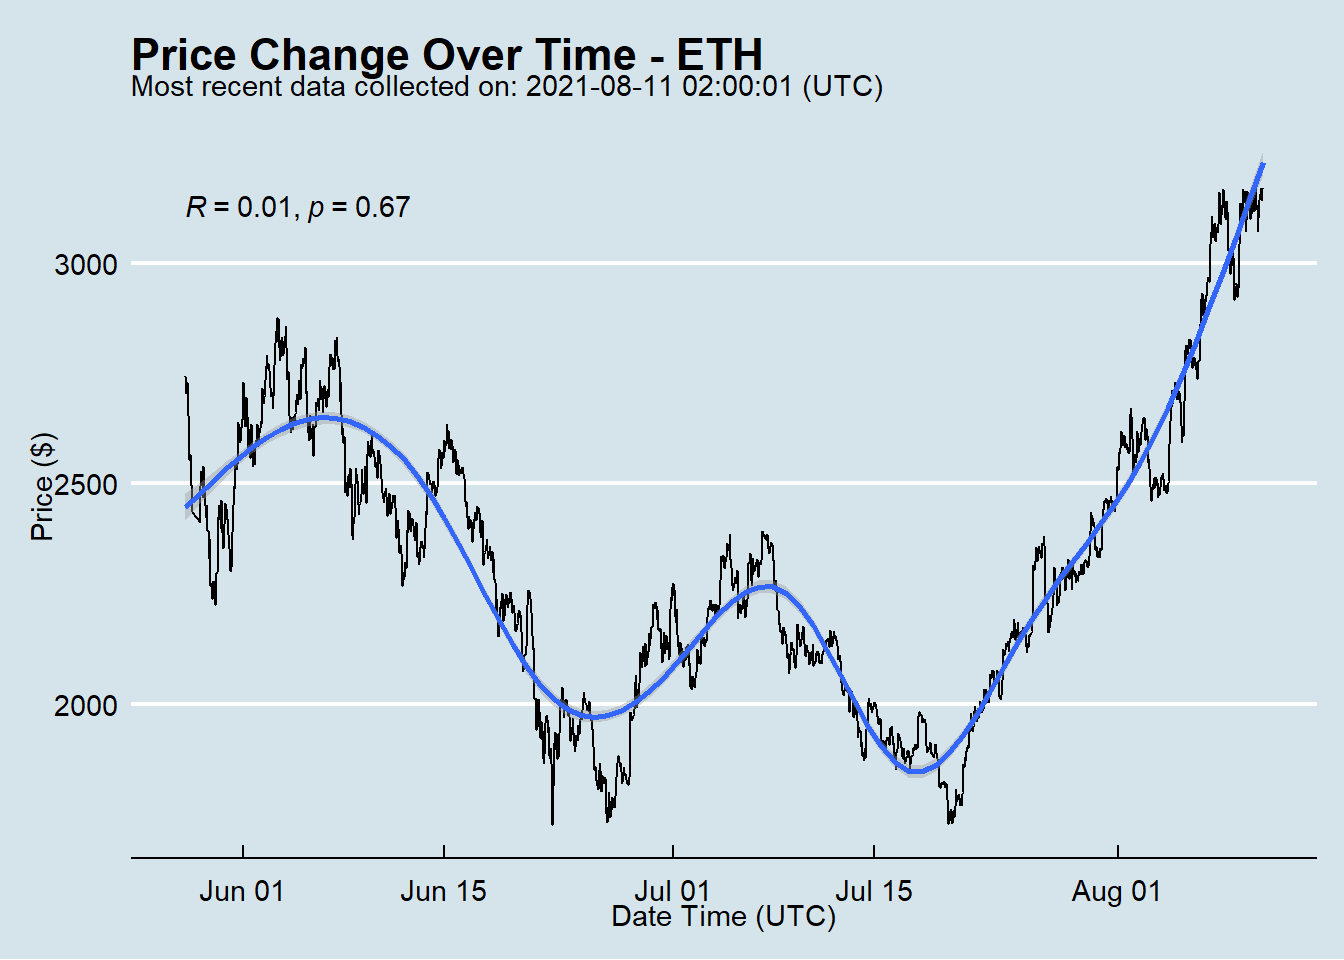 Price Change Over Time - ETH
Most recent data collected on: 2021-08-11 02:00:01 (UTC)
R = 0.01, p = 0.67
3000
2500
2000
Price ($)
Jun 01 Jun 15 Jul 01 Jul 15 Aug 01
Date Time (UTC)